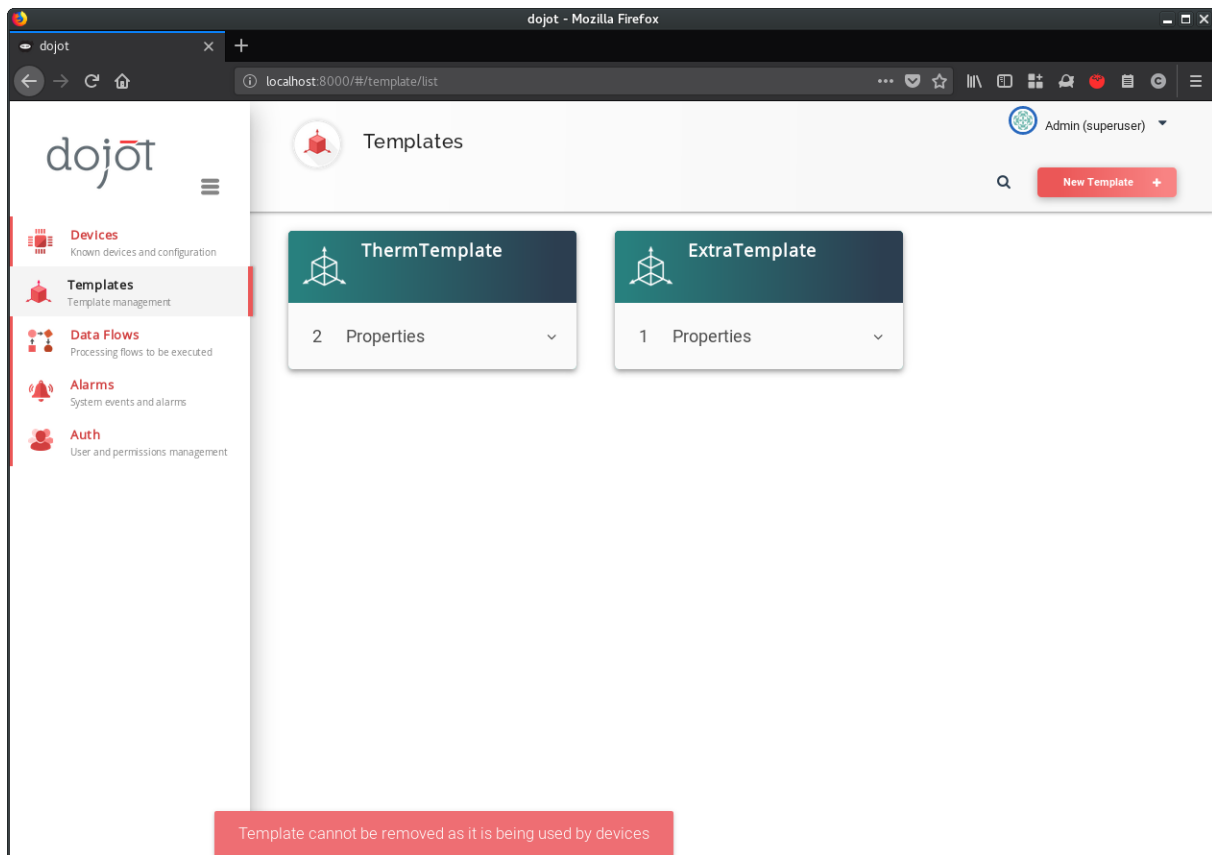 dojot - Mozilla Firefox
dojot
localhost:8000/#/template/list
dojot
Templates
Admin (superuser)
New Template +
Devices
Known devices and configuration
Templates
Template management
Data Flows
Processing flows to be executed
Alarms
System events and alarms
Auth
User and permissions management
ThermTemplate
2 Properties
ExtraTemplate
1 Properties
Template cannot be removed as it is being used by devices